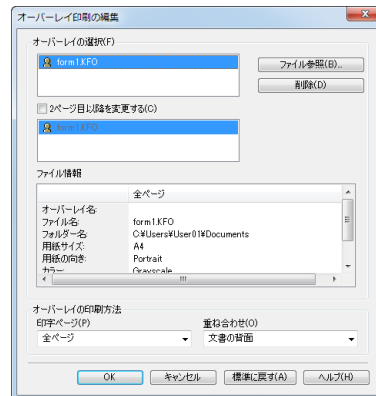 オーバーレイ印刷の編集
オーバーレイの選択(F)
form1.KFO
ファイル参照(B)...
削除(D)
2ページ目以降を変更する(C)
form1.KFO
ファイル情報
全ページ
オーバーレイ名:
ファイル名: form1.KFO
フォルダー名: C:¥Users¥User01¥Documents
用紙サイズ: A4
用紙の向き: Portrait
カラー: Grayscale
オーバーレイの印刷方法
印字ページ(P) 重ね合わせ(O)
全ページ 文書の背面
OK キャンセル 標準に戻す(A) ヘルプ(H)